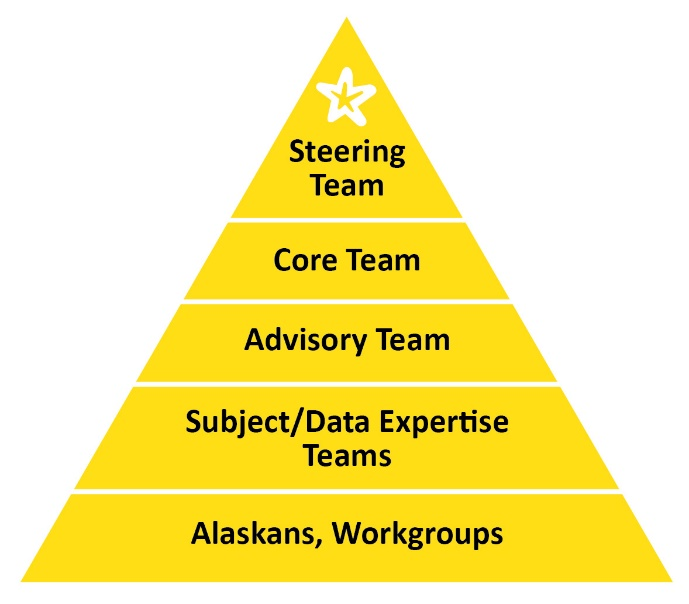 Steering
Team
Core Team
Advisory Team
Subject/Data Expertise
Teams
Alaskans, Workgroups